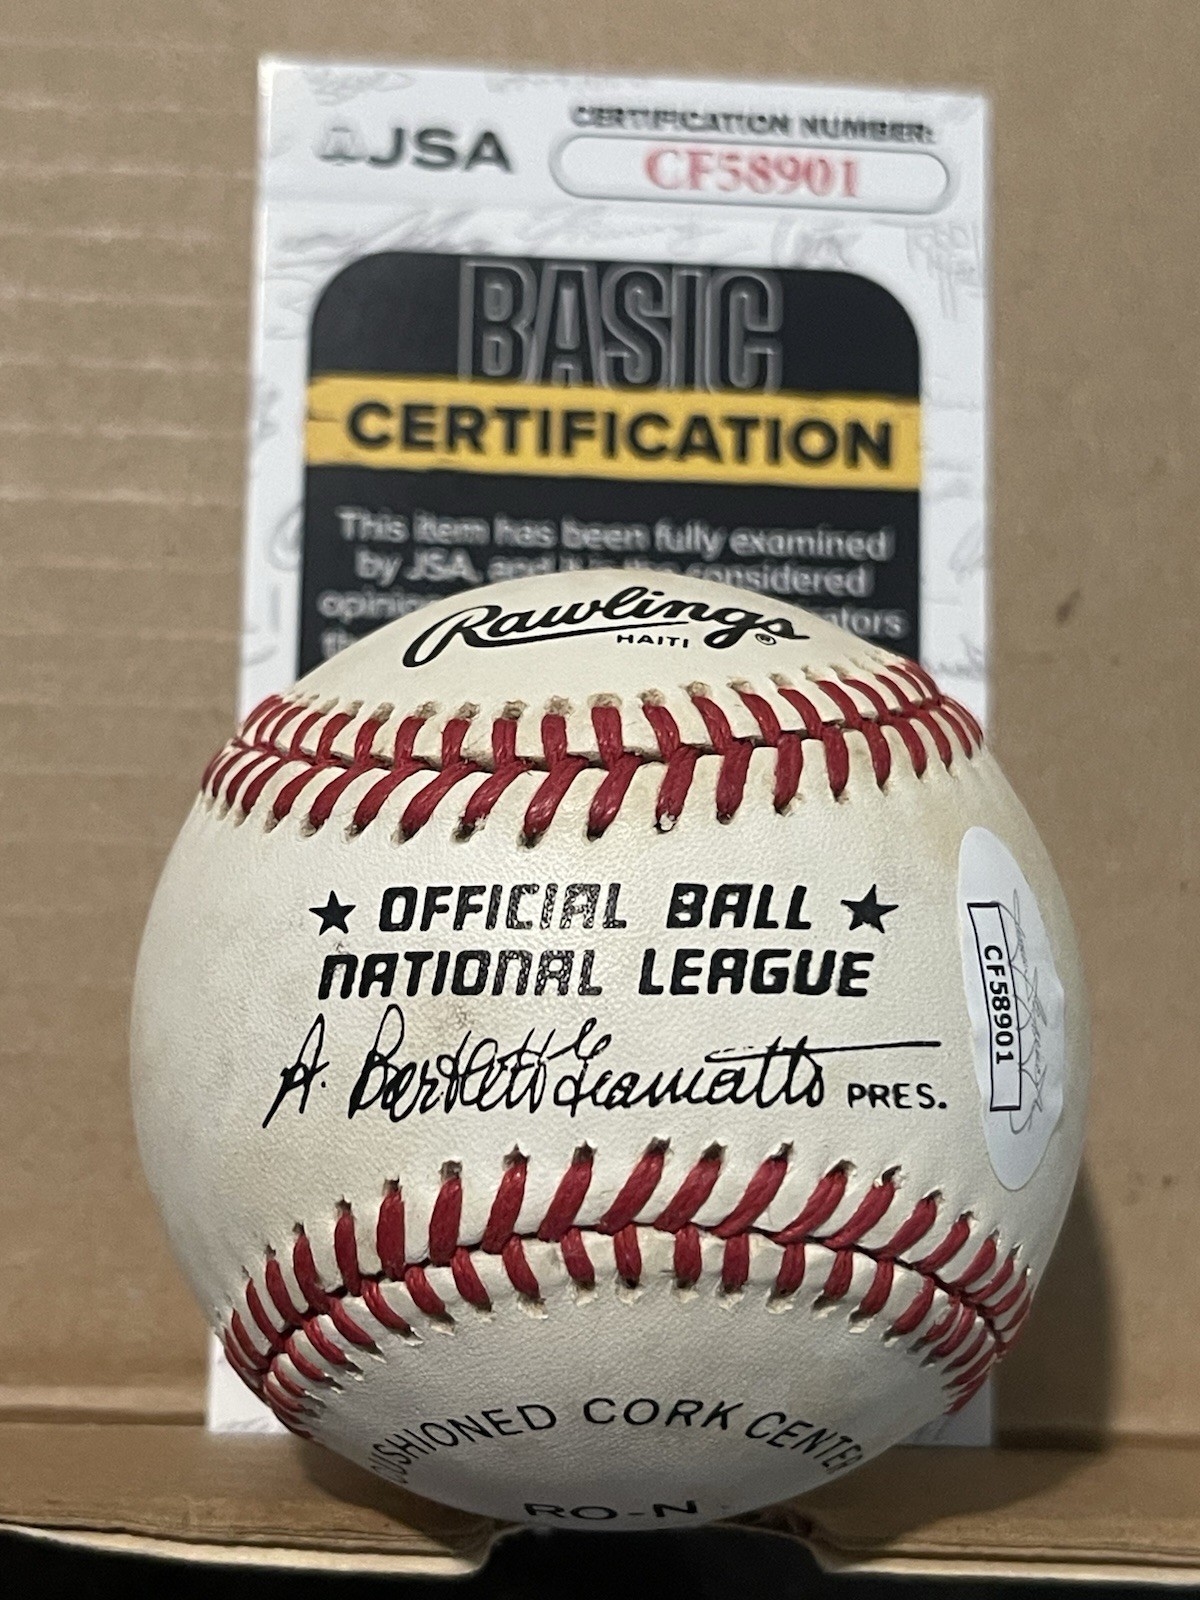 JSA
CERTIFICATION NUMBER:
CF58901
BASIC
CERTIFICATION
This item has been fully examined
by JSA, and it is the considered
Rawlings®
HAITI
OFFICIAL BALL
NATIONAL LEAGUE
A. Bartlett Giamatti PRES.
CF58901
CUSHIONED CORK CENTER
RO-N